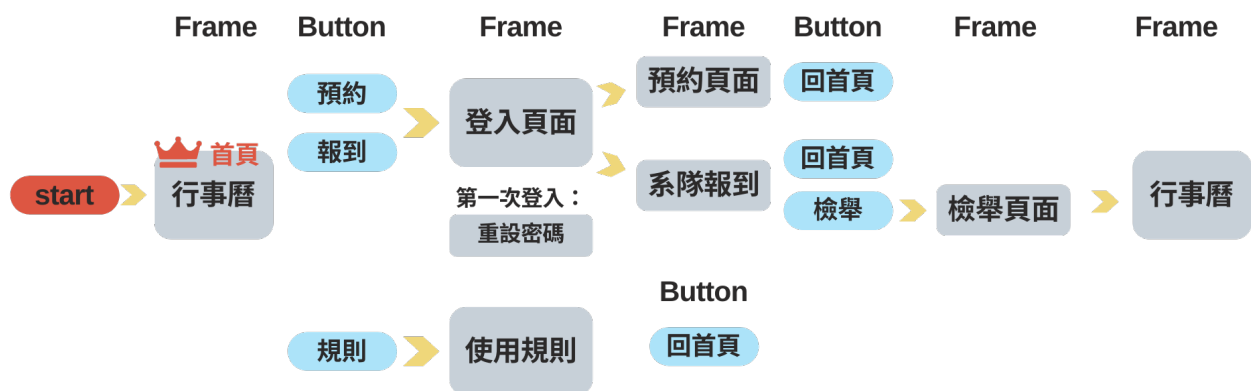 Frame
Button
Frame
Frame
Button
Frame
Frame
start
首頁
行事曆
預約
報到
登入頁面
第一次登入：
重設密碼
預約頁面
回首頁
系隊報到
回首頁
檢舉
檢舉頁面
行事曆
規則
使用規則
Button
回首頁